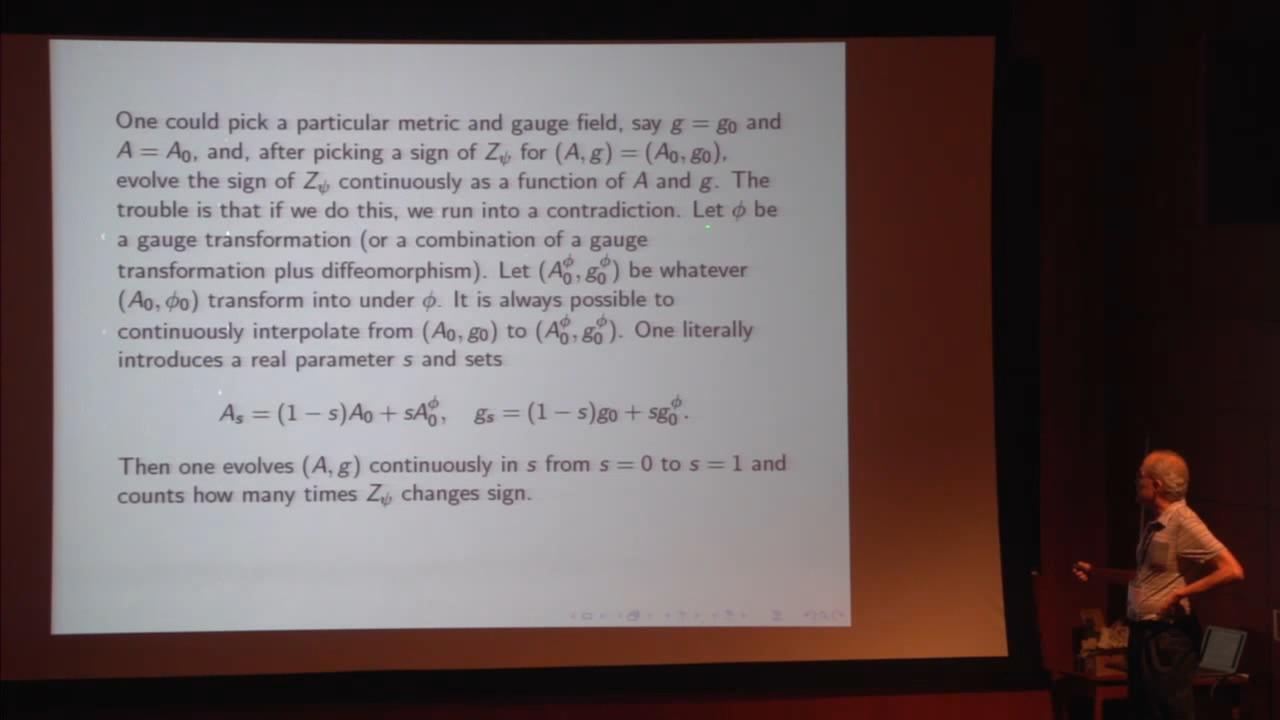 One could pick a particular metric and gauge field, say g = g₀ and
A = A₀, and, after picking a sign of Z_ψ for (A, g) = (A₀, g₀),
evolve the sign of Z_ψ continuously as a function of A and g. The
trouble is that if we do this, we run into a contradiction. Let ϕ be
a gauge transformation (or a combination of a gauge
transformation plus diffeomorphism). Let (A₀^ϕ, g₀^ϕ) be whatever
(A₀, ϕ₀) transform into under ϕ. It is always possible to
continuously interpolate from (A₀, g₀) to (A₀^ϕ, g₀^ϕ). One literally
introduces a real parameter s and sets
A_s = (1 − s)A₀ + sA₀^ϕ, g_s = (1 − s)g₀ + sg₀^ϕ.
Then one evolves (A, g) continuously in s from s = 0 to s = 1 and
counts how many times Z_ψ changes sign.